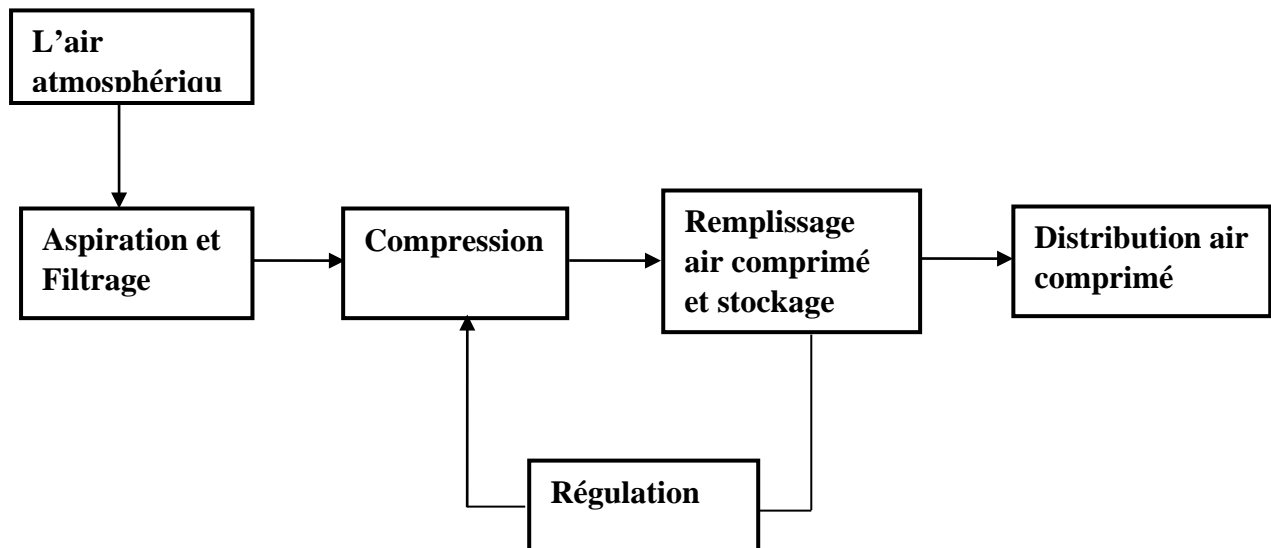 L'air
atmosphériqu
Aspiration et
Filtrage
Compression
Remplissage
air comprimé
et stockage
Distribution air
comprimé
Régulation